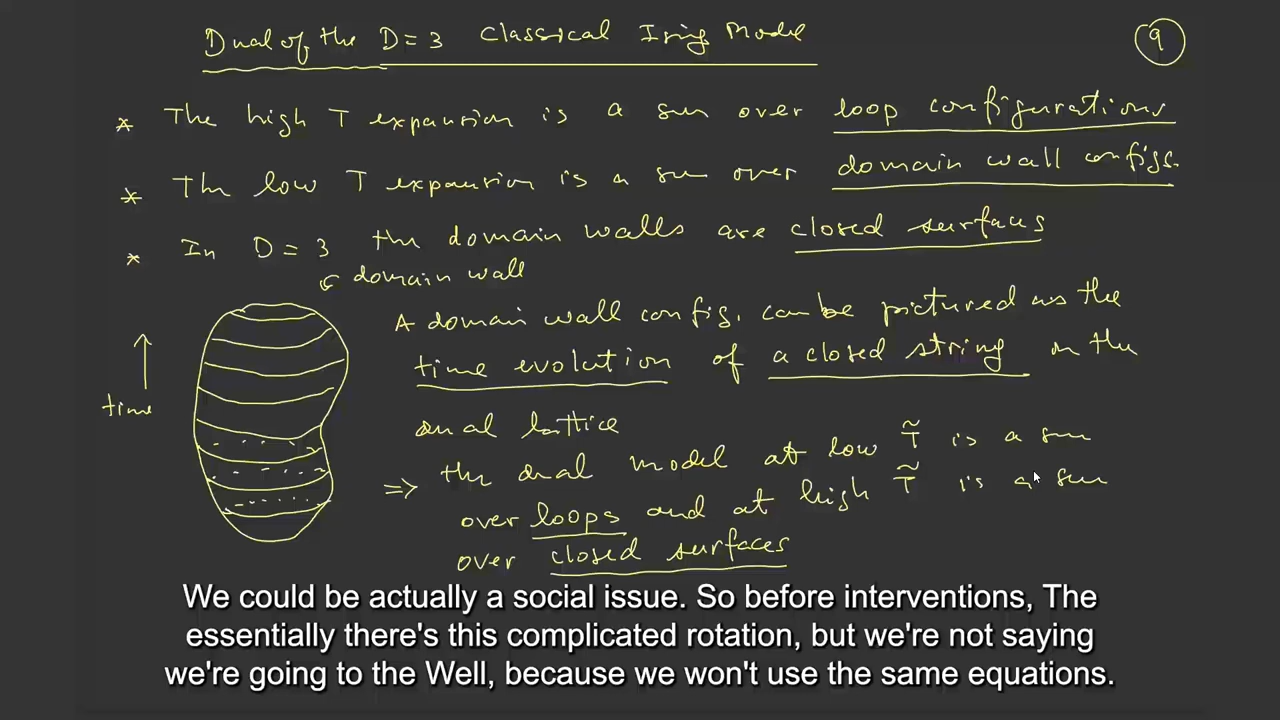 Dual of the D=3 Classical Ising Model
9
* The high T expansion is a sum over loop configurations
* The low T expansion is a sum over domain wall configs.
* In D=3 the domain walls are closed surfaces
domain wall
A domain wall config. can be pictured as the
time evolution of a closed string on the
dual lattice
time
⇒ the dual model at low T̃ is a sum
over loops and at high T̃ is a sum
over closed surfaces
We could be actually a social issue. So before interventions, The
essentially there's this complicated rotation, but we're not saying
we're going to the Well, because we won't use the same equations.